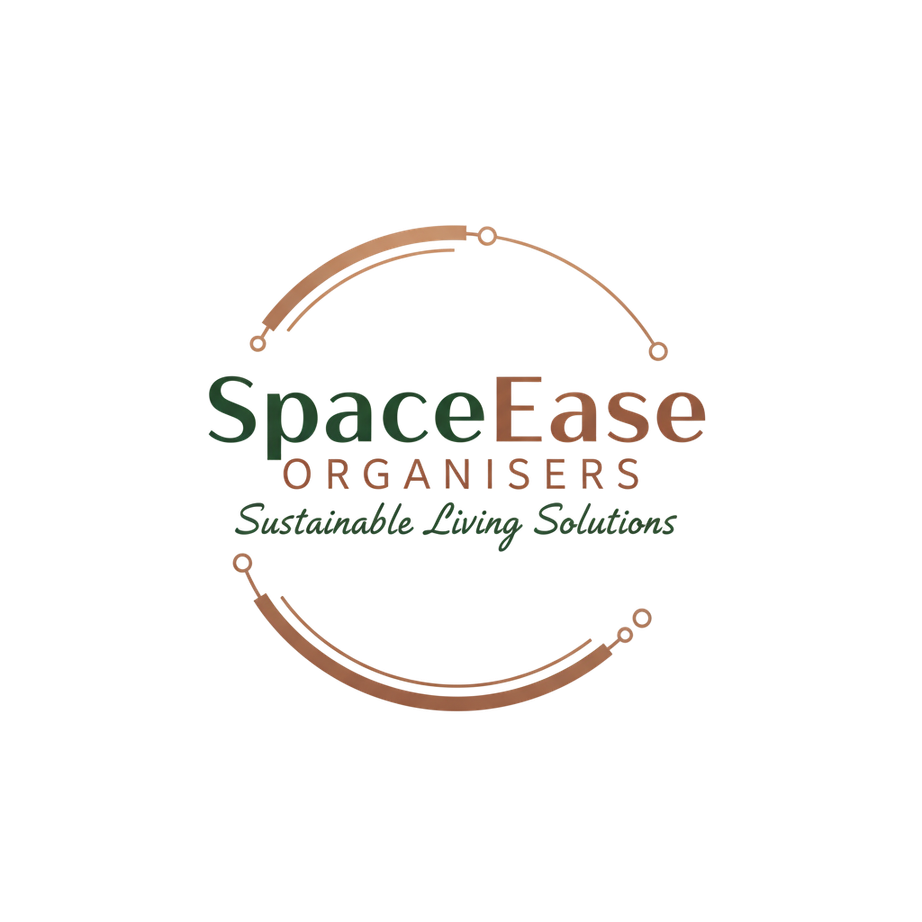 SpaceEase
ORGANISERS
Sustainable Living Solutions